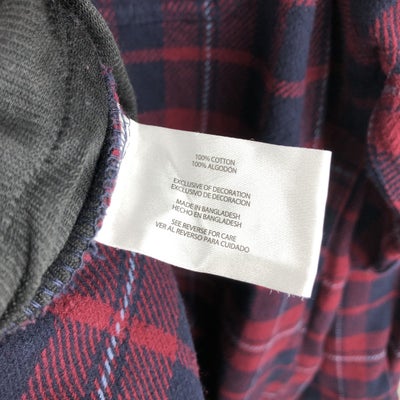 100% COTTON
100% ALGODÓN
EXCLUSIVE OF DECORATION
EXCLUSIVO DE DECORACION
MADE IN BANGLADESH
HECHO EN BANGLADESH
SEE REVERSE FOR CARE
VER AL REVERSO PARA CUIDADO